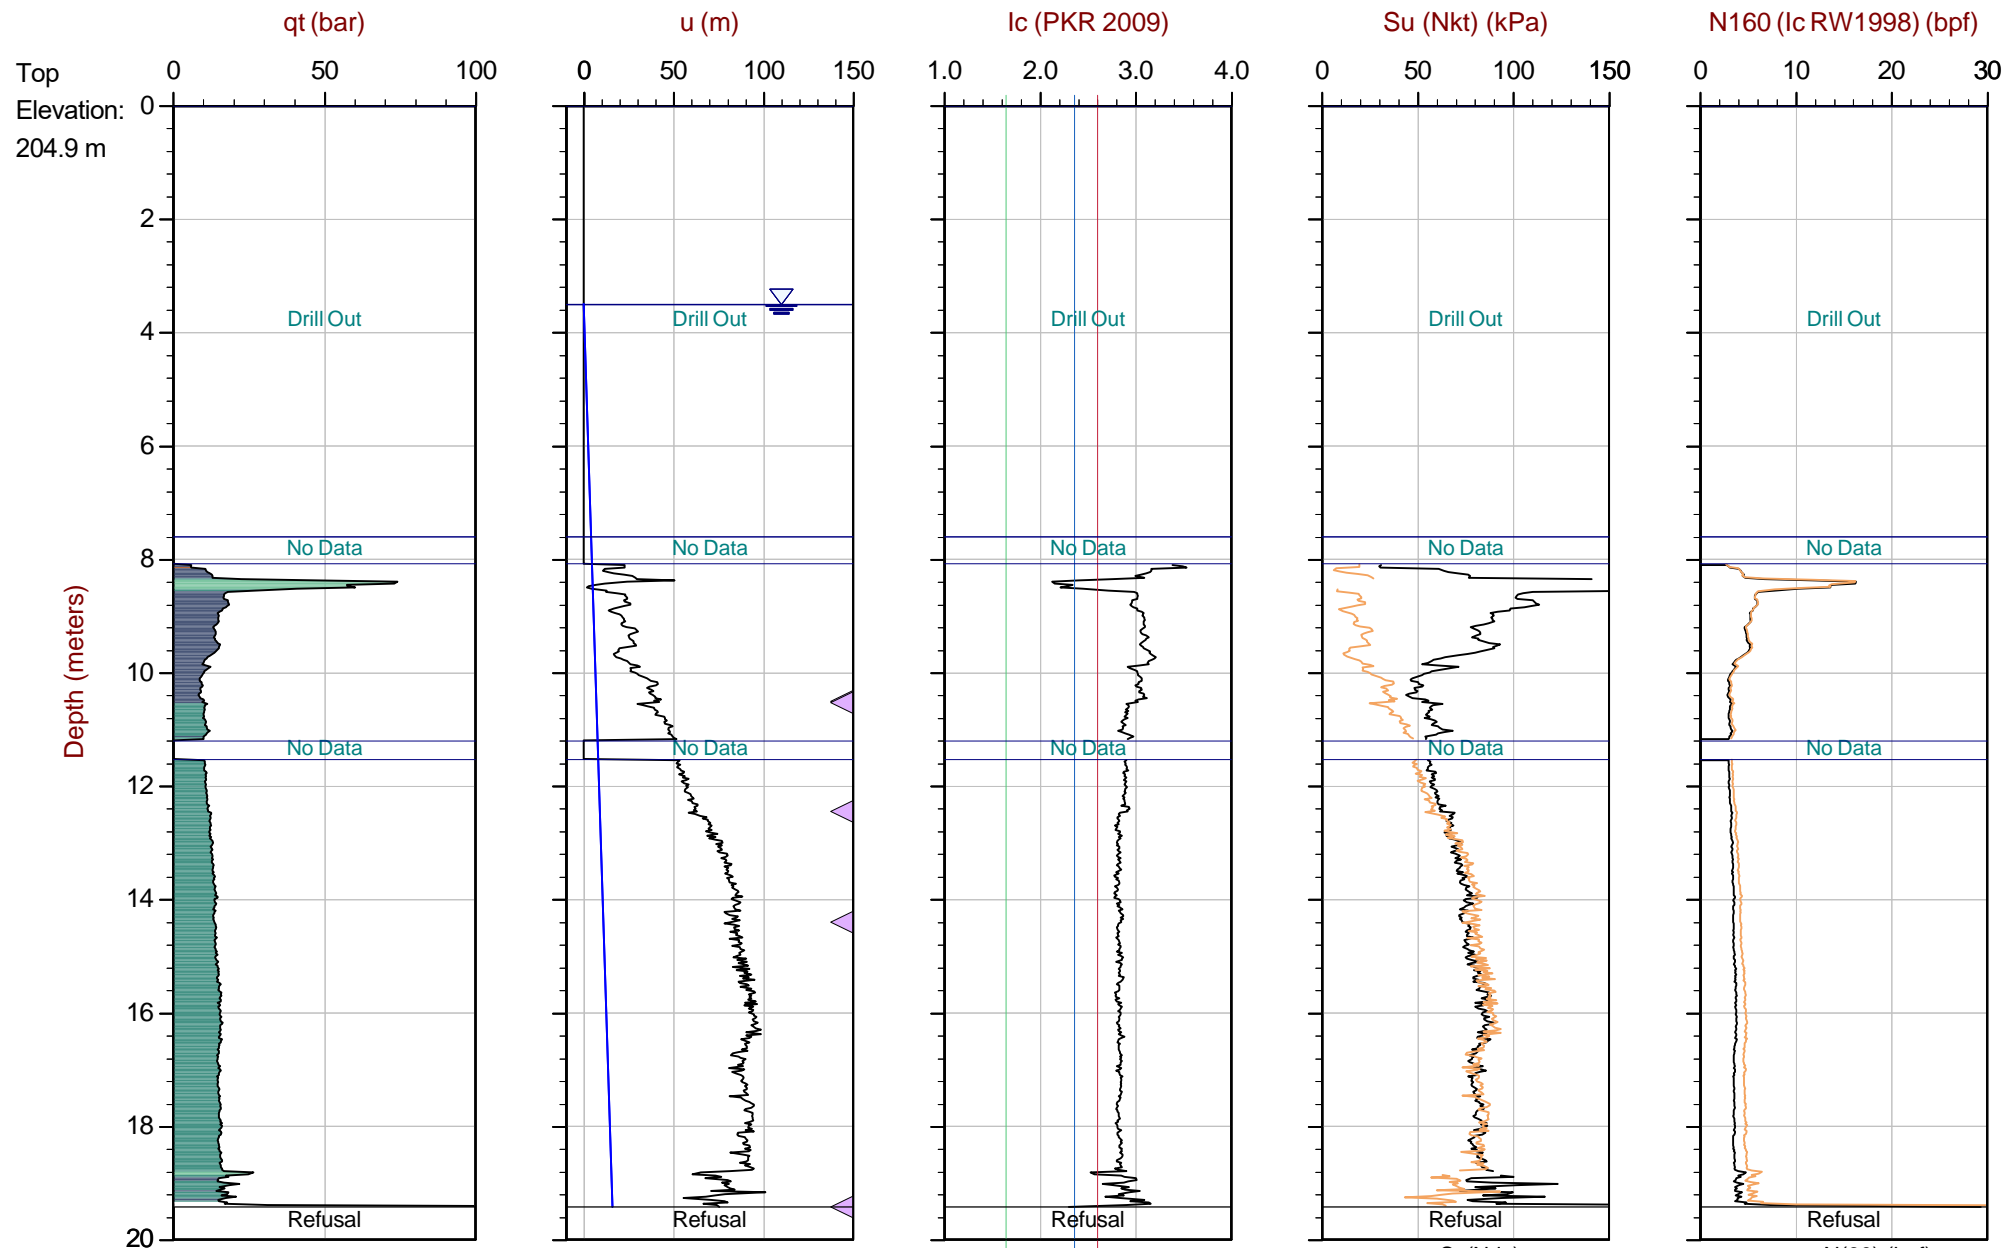 qt (bar) u (m) Ic (PKR 2009) Su (Nkt) (kPa) N160 (Ic RW1998) (bpf)
Top 0 50 100 0 50 100 150 1.0 2.0 3.0 4.0 0 50 100 150 0 10 20 30
0
Elevation:
204.9 m
2
Drill Out Drill Out Drill Out Drill Out Drill Out
4
6
No Data No Data No Data No Data No Data
8
Depth (meters)
10
No Data No Data No Data No Data No Data
12
14
16
18
Refusal Refusal Refusal Refusal Refusal
20